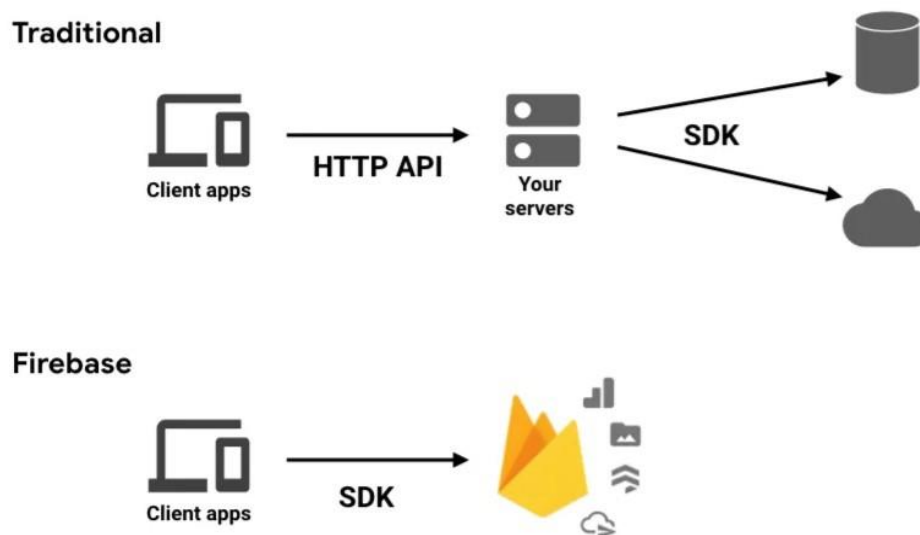 Traditional
Client apps
HTTP API
Your
servers
SDK
Firebase
Client apps
SDK